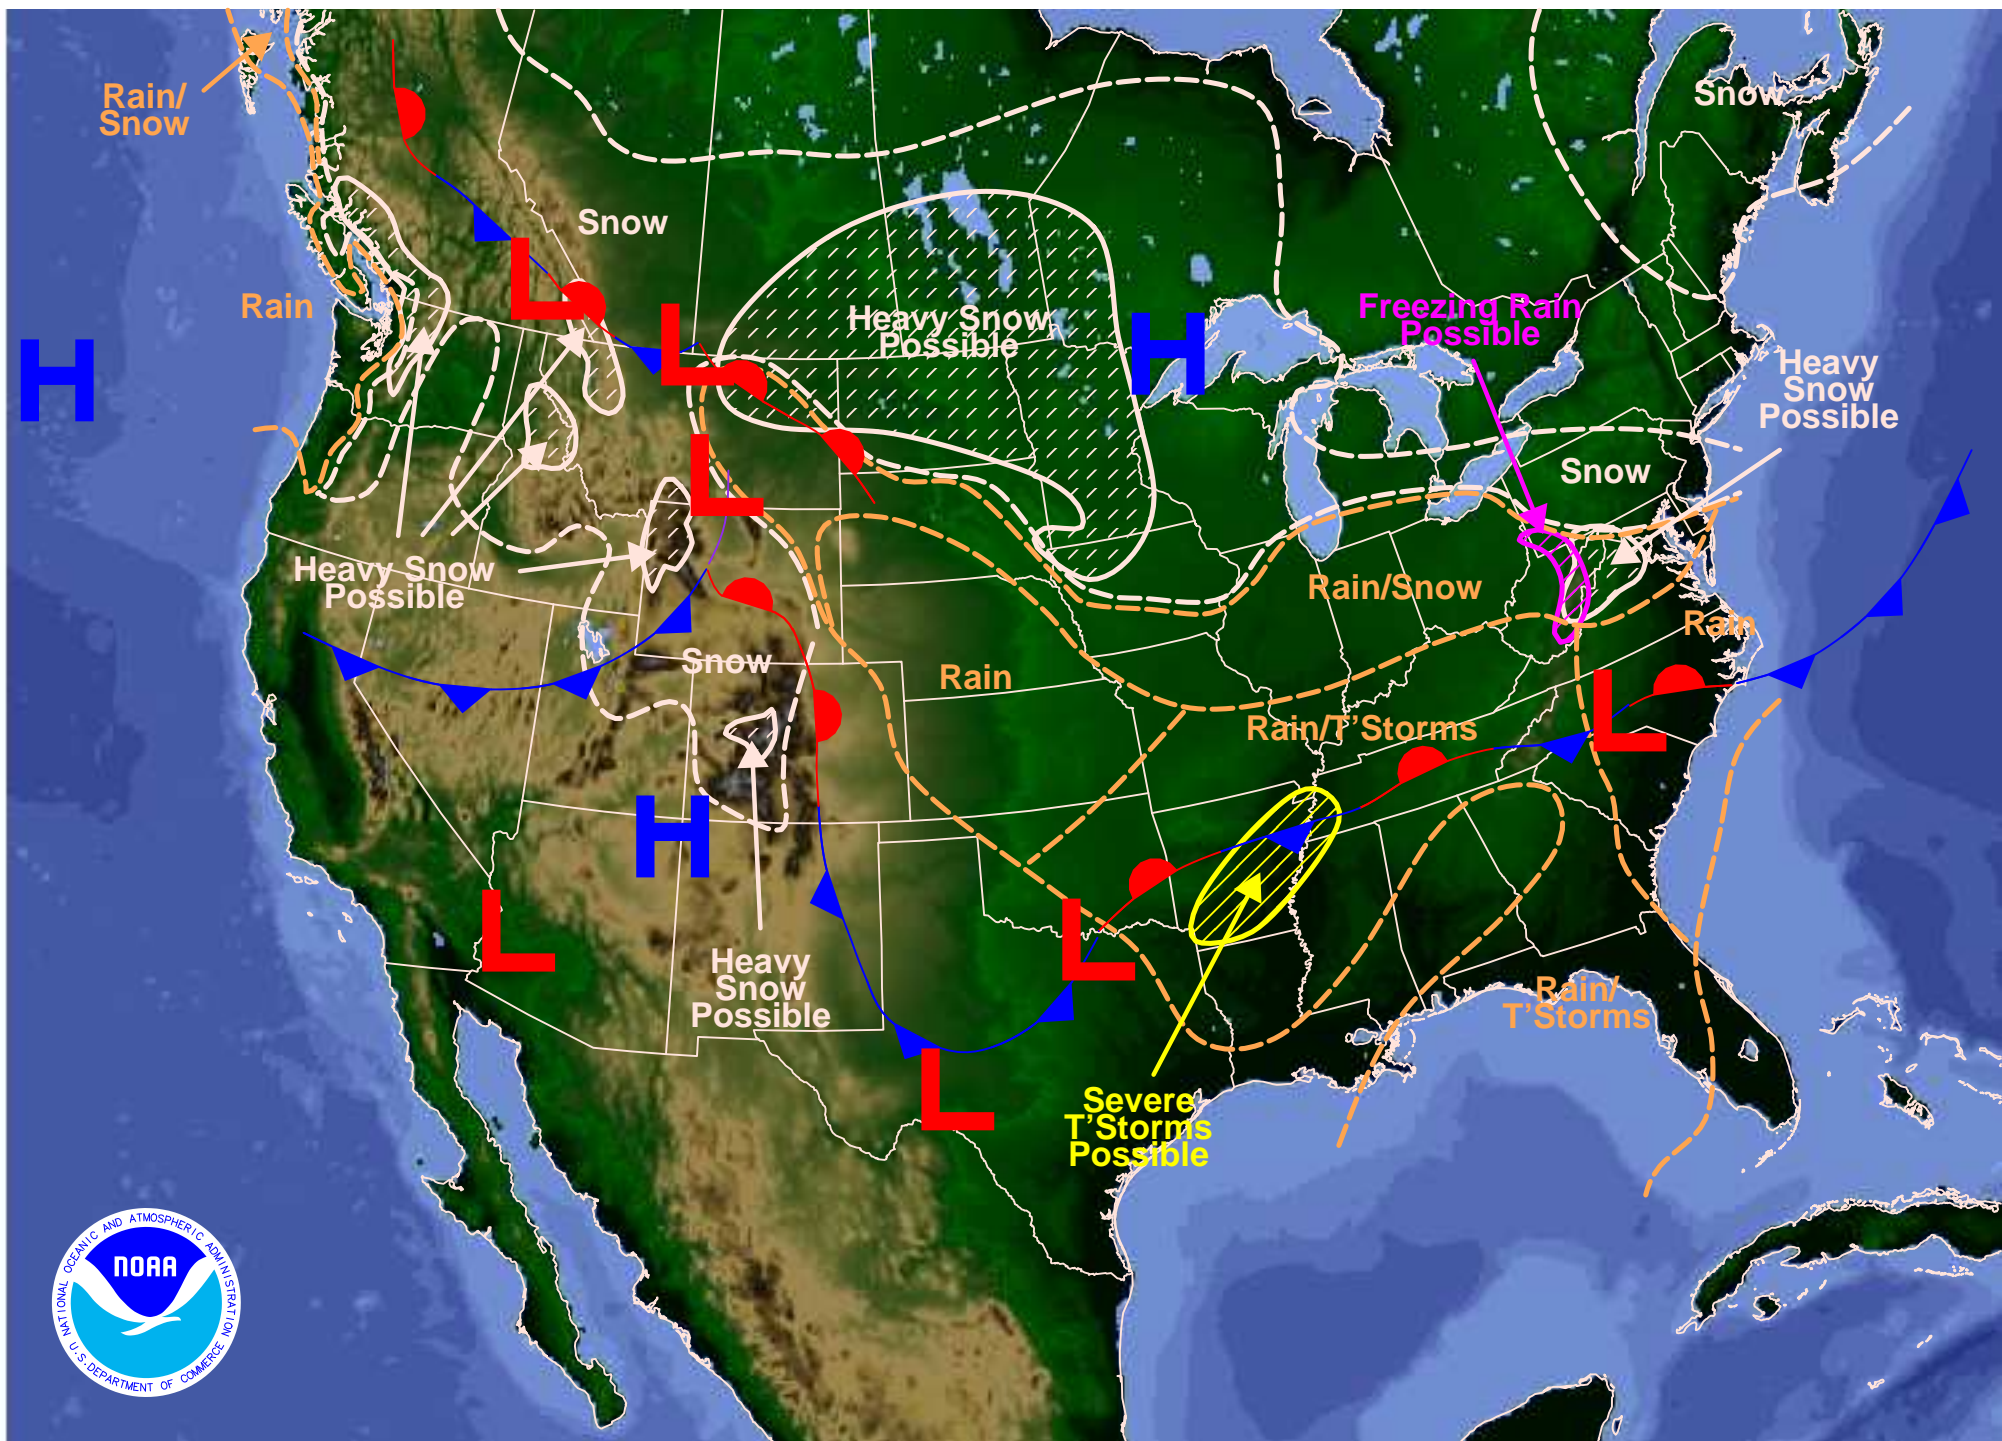 Rain/
Snow
Snow
Snow
Rain
Heavy Snow
Possible
H
L
L
H
Freezing Rain
Possible
Heavy
Snow
Possible
L
Snow
Heavy Snow
Possible
Rain/Snow
Rain
Snow
Rain
Rain/T'Storms
L
H
L
L
Heavy
Snow
Possible
Rain/
T'Storms
L
Severe
T'Storms
Possible
NATIONAL OCEANIC AND ATMOSPHERIC ADMINISTRATION
NOAA
U.S. DEPARTMENT OF COMMERCE